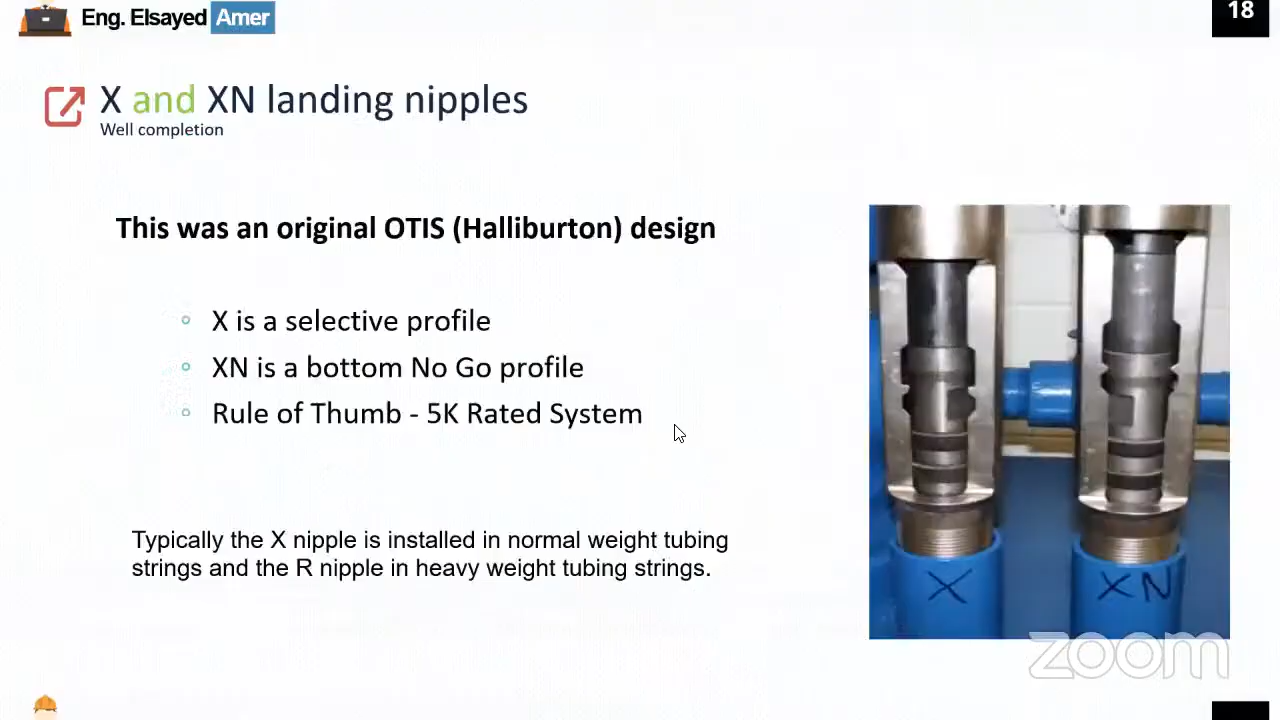 Eng. Elsayed Amer
18
X and XN landing nipples
Well completion
This was an original OTIS (Halliburton) design
X is a selective profile
XN is a bottom No Go profile
Rule of Thumb - 5K Rated System
Typically the X nipple is installed in normal weight tubing
strings and the R nipple in heavy weight tubing strings.
X
XN
zoom